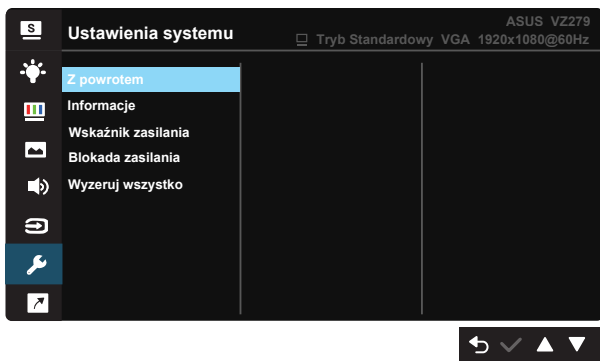 S
Ustawienia systemu
ASUS VZ279
Tryb Standardowy VGA 1920x1080@60Hz
Z powrotem
Informacje
Wskaźnik zasilania
Blokada zasilania
Wyzeruj wszystko